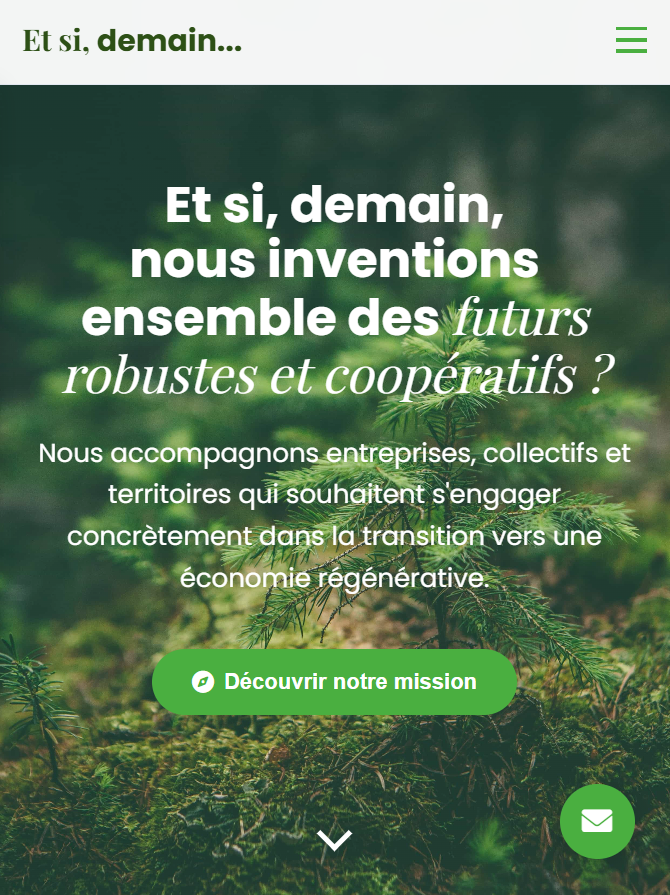 Et si, demain...
Et si, demain,
nous inventions
ensemble des futurs
robustes et coopératifs ?
Nous accompagnons entreprises, collectifs et
territoires qui souhaitent s'engager
concrètement dans la transition vers une
économie régénérative.
Découvrir notre mission